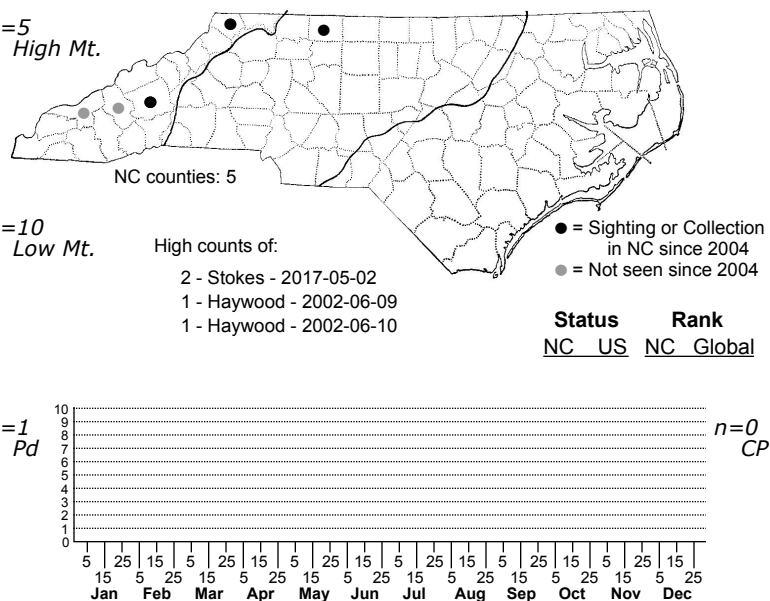 =5
High Mt.
NC counties: 5
=10
Low Mt.
High counts of:
2 - Stokes - 2017-05-02
1 - Haywood - 2002-06-09
1 - Haywood - 2002-06-10
= Sighting or Collection
in NC since 2004
= Not seen since 2004
Status Rank
NC US NC Global
=1
Pd
n=0
CP
10
9
8
7
6
5
4
3
2
1
0
5 25 15 5 25 15 5 25 15 5 25 15 5 25 15 5 25 15
15 5 25 15 5 25 15 5 25 15 5 25 15 5 25 15 5 25
Jan Feb Mar Apr May Jun Jul Aug Sep Oct Nov Dec